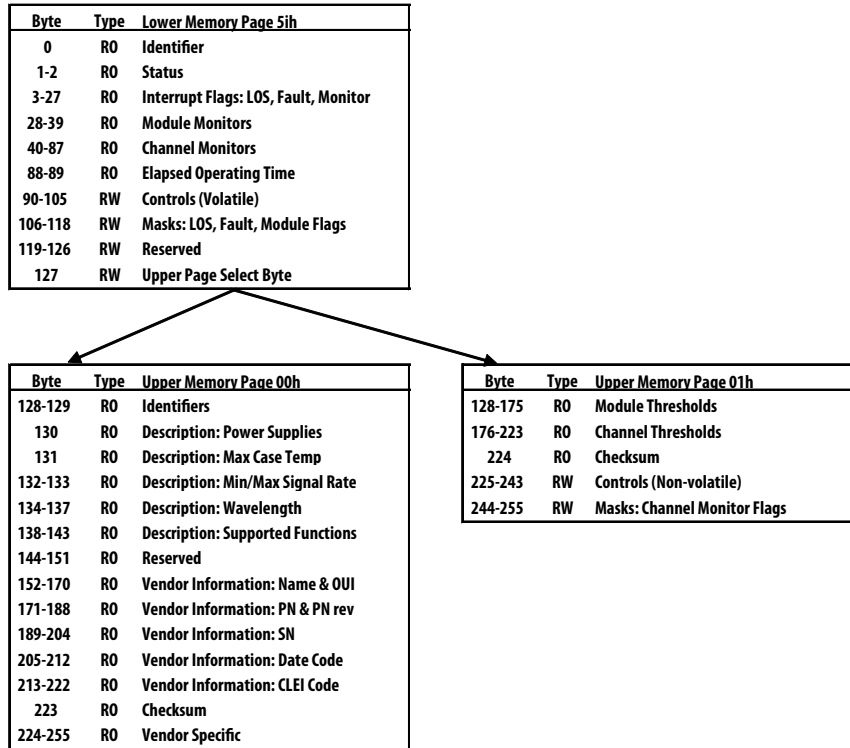 Byte Type Lower Memory Page 5ih
0 RO Identifier
1-2 RO Status
3-27 RO Interrupt Flags: LOS, Fault, Monitor
28-39 RO Module Monitors
40-87 RO Channel Monitors
88-89 RO Elapsed Operating Time
90-105 RW Controls (Volatile)
106-118 RW Masks: LOS, Fault, Module Flags
119-126 RW Reserved
127 RW Upper Page Select Byte
Byte Type Upper Memory Page 00h
128-129 RO Identifiers
130 RO Description: Power Supplies
131 RO Description: Max Case Temp
132-133 RO Description: Min/Max Signal Rate
134-137 RO Description: Wavelength
138-143 RO Description: Supported Functions
144-151 RO Reserved
152-170 RO Vendor Information: Name & OUI
171-188 RO Vendor Information: PN & PN rev
189-204 RO Vendor Information: SN
205-212 RO Vendor Information: Date Code
213-222 RO Vendor Information: CLEI Code
223 RO Checksum
224-255 RO Vendor Specific
Byte Type Upper Memory Page 01h
128-175 RO Module Thresholds
176-223 RO Channel Thresholds
224 RO Checksum
225-243 RW Controls (Non-volatile)
244-255 RW Masks: Channel Monitor Flags